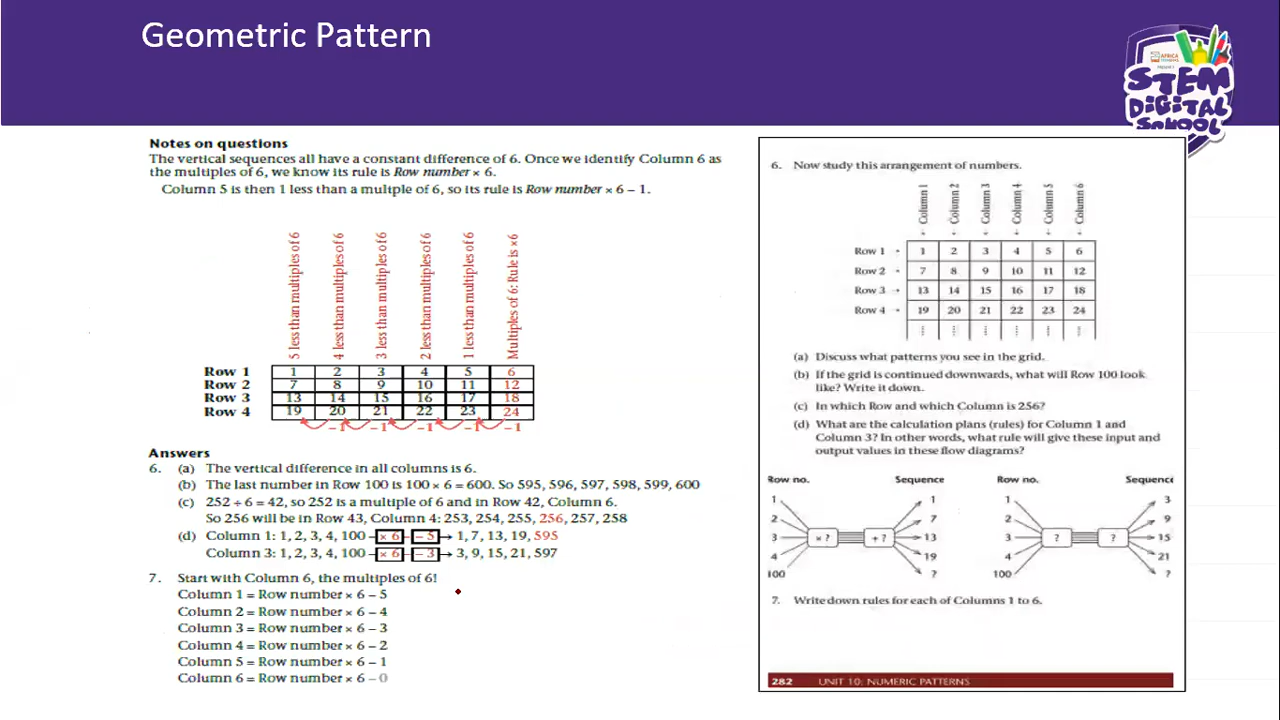 Geometric Pattern
AFRICA
STEM
DIGITAL
SCHOOL
Notes on questions
The vertical sequences all have a constant difference of 6. Once we identify Column 6 as
the multiples of 6, we know its rule is Row number × 6.
Column 5 is then 1 less than a multiple of 6, so its rule is Row number × 6 – 1.
5 less than multiples of 6
4 less than multiples of 6
3 less than multiples of 6
2 less than multiples of 6
1 less than multiples of 6
Multiples of 6: Rule is ×6
Row 1 1 2 3 4 5 6
Row 2 7 8 9 10 11 12
Row 3 13 14 15 16 17 18
Row 4 19 20 21 22 23 24
–1 –1 –1 –1 –1
Answers
6. (a) The vertical difference in all columns is 6.
(b) The last number in Row 100 is 100 × 6 = 600. So 595, 596, 597, 598, 599, 600
(c) 252 ÷ 6 = 42, so 252 is a multiple of 6 and in Row 42, Column 6.
So 256 will be in Row 43, Column 4: 253, 254, 255, 256, 257, 258
(d) Column 1: 1, 2, 3, 4, 100 – × 6 – – 5 → 1, 7, 13, 19, 595
Column 3: 1, 2, 3, 4, 100 – × 6 – – 3 → 3, 9, 15, 21, 597
7. Start with Column 6, the multiples of 6!
Column 1 = Row number × 6 – 5
Column 2 = Row number × 6 – 4
Column 3 = Row number × 6 – 3
Column 4 = Row number × 6 – 2
Column 5 = Row number × 6 – 1
Column 6 = Row number × 6 – 0
6. Now study this arrangement of numbers.
← Column 1
← Column 2
← Column 3
← Column 4
← Column 5
← Column 6
Row 1 → 1 2 3 4 5 6
Row 2 → 7 8 9 10 11 12
Row 3 → 13 14 15 16 17 18
Row 4 → 19 20 21 22 23 24
(a) Discuss what patterns you see in the grid.
(b) If the grid is continued downwards, what will Row 100 look
like? Write it down.
(c) In which Row and which Column is 256?
(d) What are the calculation plans (rules) for Column 1 and
Column 3? In other words, what rule will give these input and
output values in these flow diagrams?
Row no. Sequence Row no. Sequence
1 1 1 3
2 7 2 9
3 × ? + ? 13 3 ? ? 15
4 19 4 21
100 ? 100 ?
7. Write down rules for each of Columns 1 to 6.
282 UNIT 10: NUMERIC PATTERNS